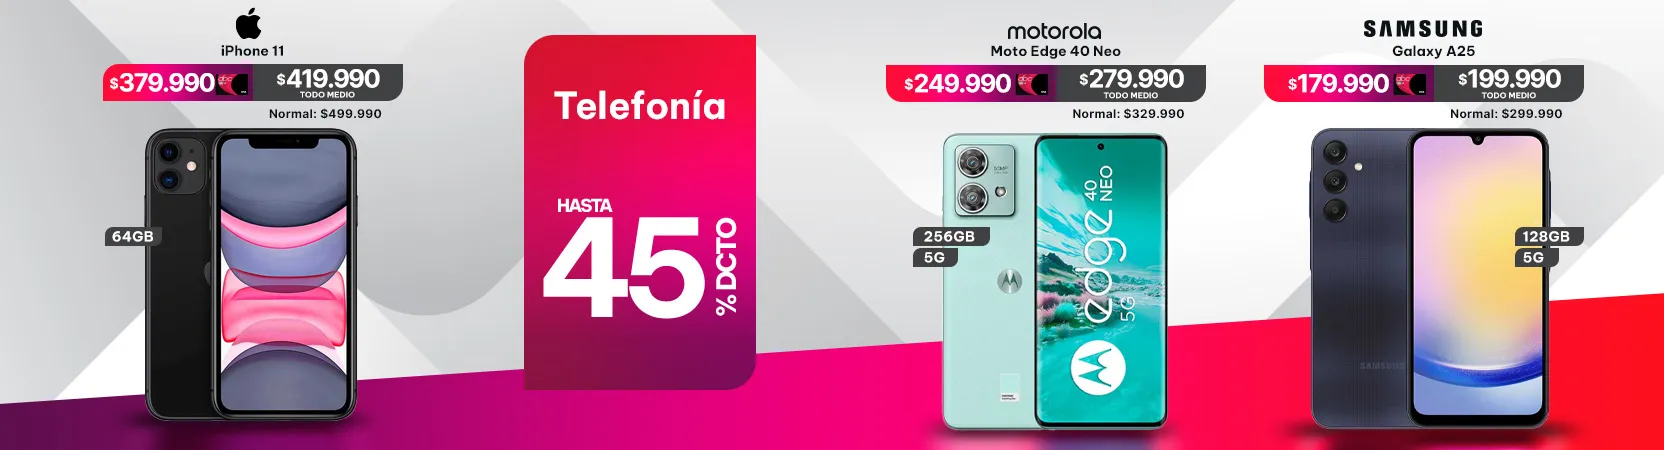 iPhone 11
$379.990 abc $419.990
TODO MEDIO
Normal: $499.990
64GB
Telefonía
HASTA
45
% DCTO
motorola
Moto Edge 40 Neo
$249.990 $279.990
TODO MEDIO
Normal: $329.990
256GB
5G
edge 40 NEO
5G
SAMSUNG
Galaxy A25
$179.990 $199.990
TODO MEDIO
Normal: $299.990
128GB
5G
SAMSUNG